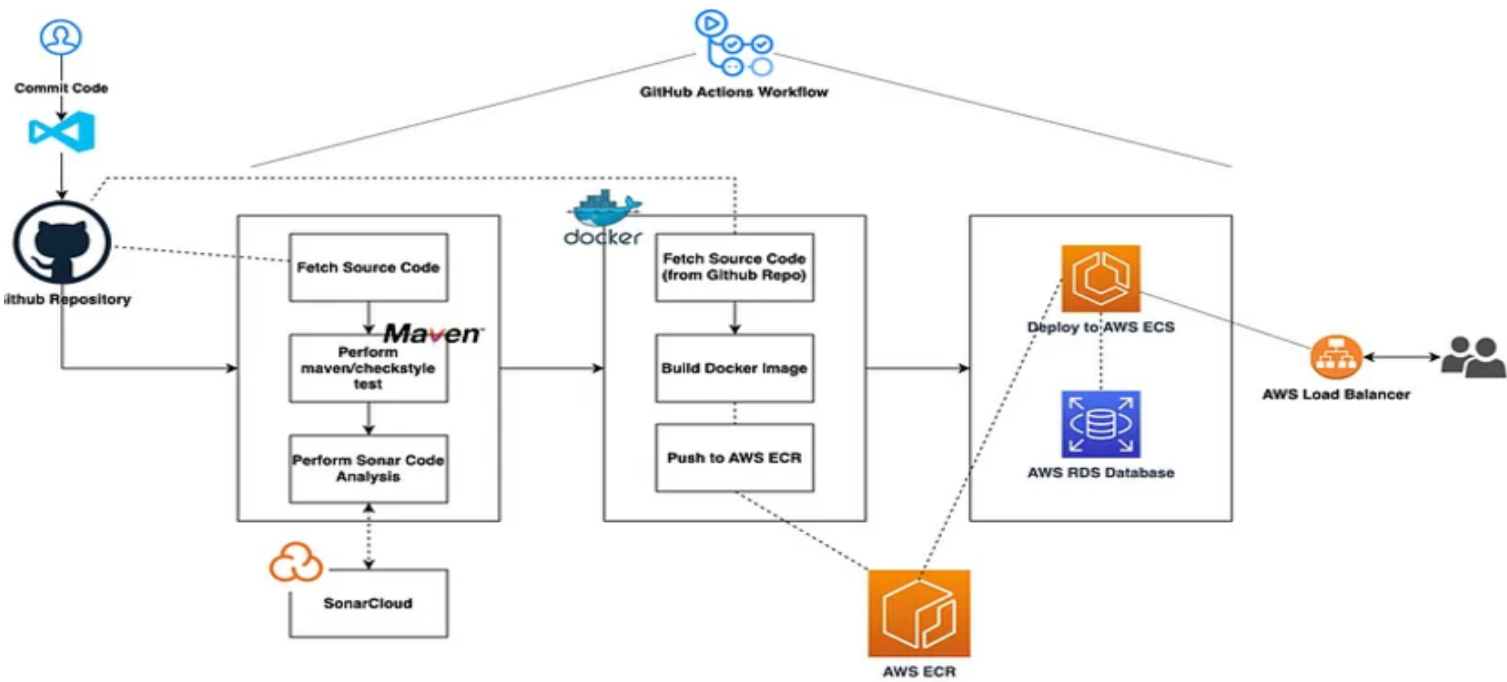 Commit Code
GitHub Actions Workflow
ithub Repository
docker
Fetch Source Code
Maven™
Perform
maven/checkstyle
test
Perform Sonar Code
Analysis
SonarCloud
Fetch Source Code
(from Github Repo)
Build Docker Image
Push to AWS ECR
AWS ECR
Deploy to AWS ECS
AWS RDS Database
AWS Load Balancer